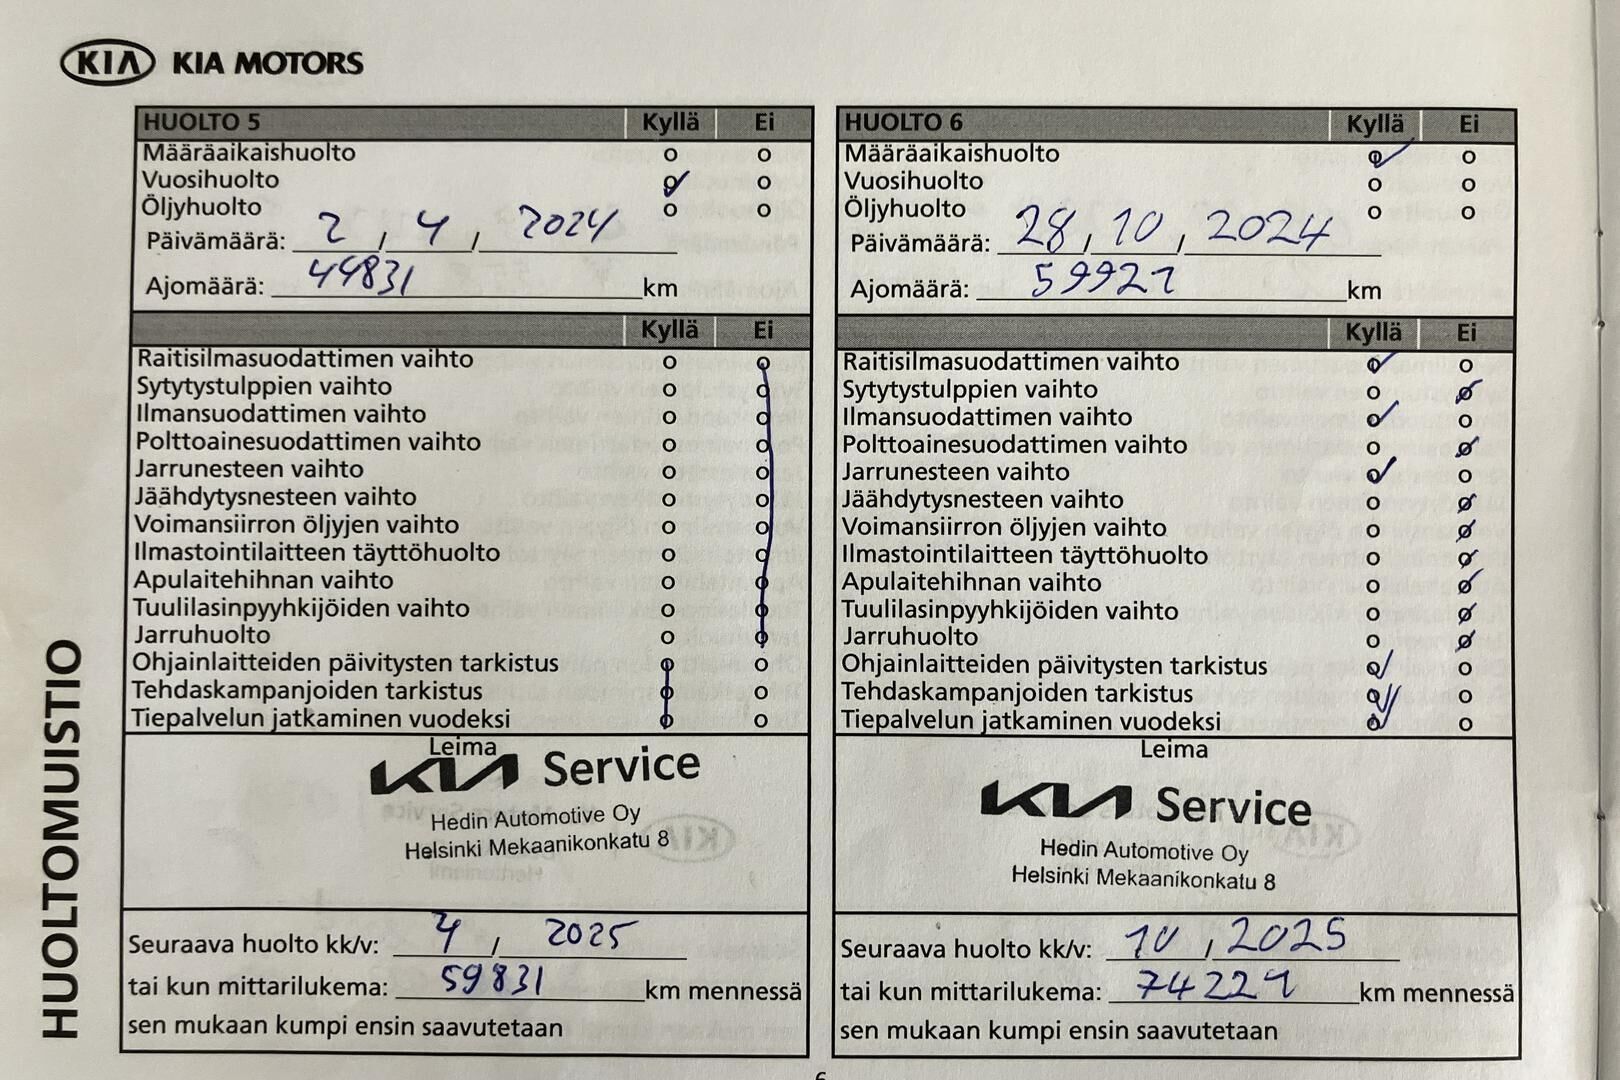 KIA KIA MOTORS
HUOLTOMUISTIO
HUOLTO 5 Kyllä Ei
Määräaikaishuolto
Vuosihuolto
Öljyhuolto
Päivämäärä: 2 / 4 / 2024
Ajomäärä: 44831 km
Kyllä Ei
Raitisilmasuodattimen vaihto
Sytytystulppien vaihto
Ilmansuodattimen vaihto
Polttoainesuodattimen vaihto
Jarrunesteen vaihto
Jäähdytysnesteen vaihto
Voimansiirron öljyjen vaihto
Ilmastointilaitteen täyttöhuolto
Apulaitehihnan vaihto
Tuulilasinpyyhkijöiden vaihto
Jarruhuolto
Ohjainlaitteiden päivitysten tarkistus
Tehdaskampanjoiden tarkistus
Tiepalvelun jatkaminen vuodeksi
Leima
KIA Service
Hedin Automotive Oy
Helsinki Mekaanikonkatu 8
Seuraava huolto kk/v: 4 / 2025
tai kun mittarilukema: 59831 km mennessä
sen mukaan kumpi ensin saavutetaan
HUOLTO 6 Kyllä Ei
Määräaikaishuolto
Vuosihuolto
Öljyhuolto
Päivämäärä: 28 / 10 / 2024
Ajomäärä: 59921 km
Kyllä Ei
Raitisilmasuodattimen vaihto
Sytytystulppien vaihto
Ilmansuodattimen vaihto
Polttoainesuodattimen vaihto
Jarrunesteen vaihto
Jäähdytysnesteen vaihto
Voimansiirron öljyjen vaihto
Ilmastointilaitteen täyttöhuolto
Apulaitehihnan vaihto
Tuulilasinpyyhkijöiden vaihto
Jarruhuolto
Ohjainlaitteiden päivitysten tarkistus
Tehdaskampanjoiden tarkistus
Tiepalvelun jatkaminen vuodeksi
Leima
KIA Service
Hedin Automotive Oy
Helsinki Mekaanikonkatu 8
Seuraava huolto kk/v: 10 / 2025
tai kun mittarilukema: 74221 km mennessä
sen mukaan kumpi ensin saavutetaan